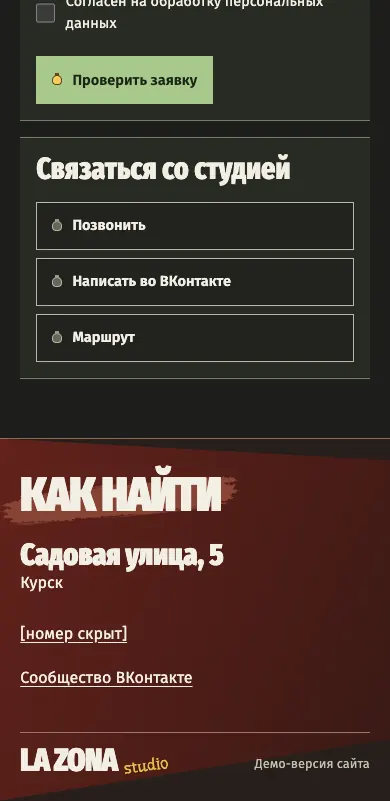 Согласен на обработку персональных
данных
Проверить заявку
Связаться со студией
Позвонить
Написать во ВКонтакте
Маршрут
КАК НАЙТИ
Садовая улица, 5
Курск
[номер скрыт]
Сообщество ВКонтакте
LA ZONA studio
Демо-версия сайта